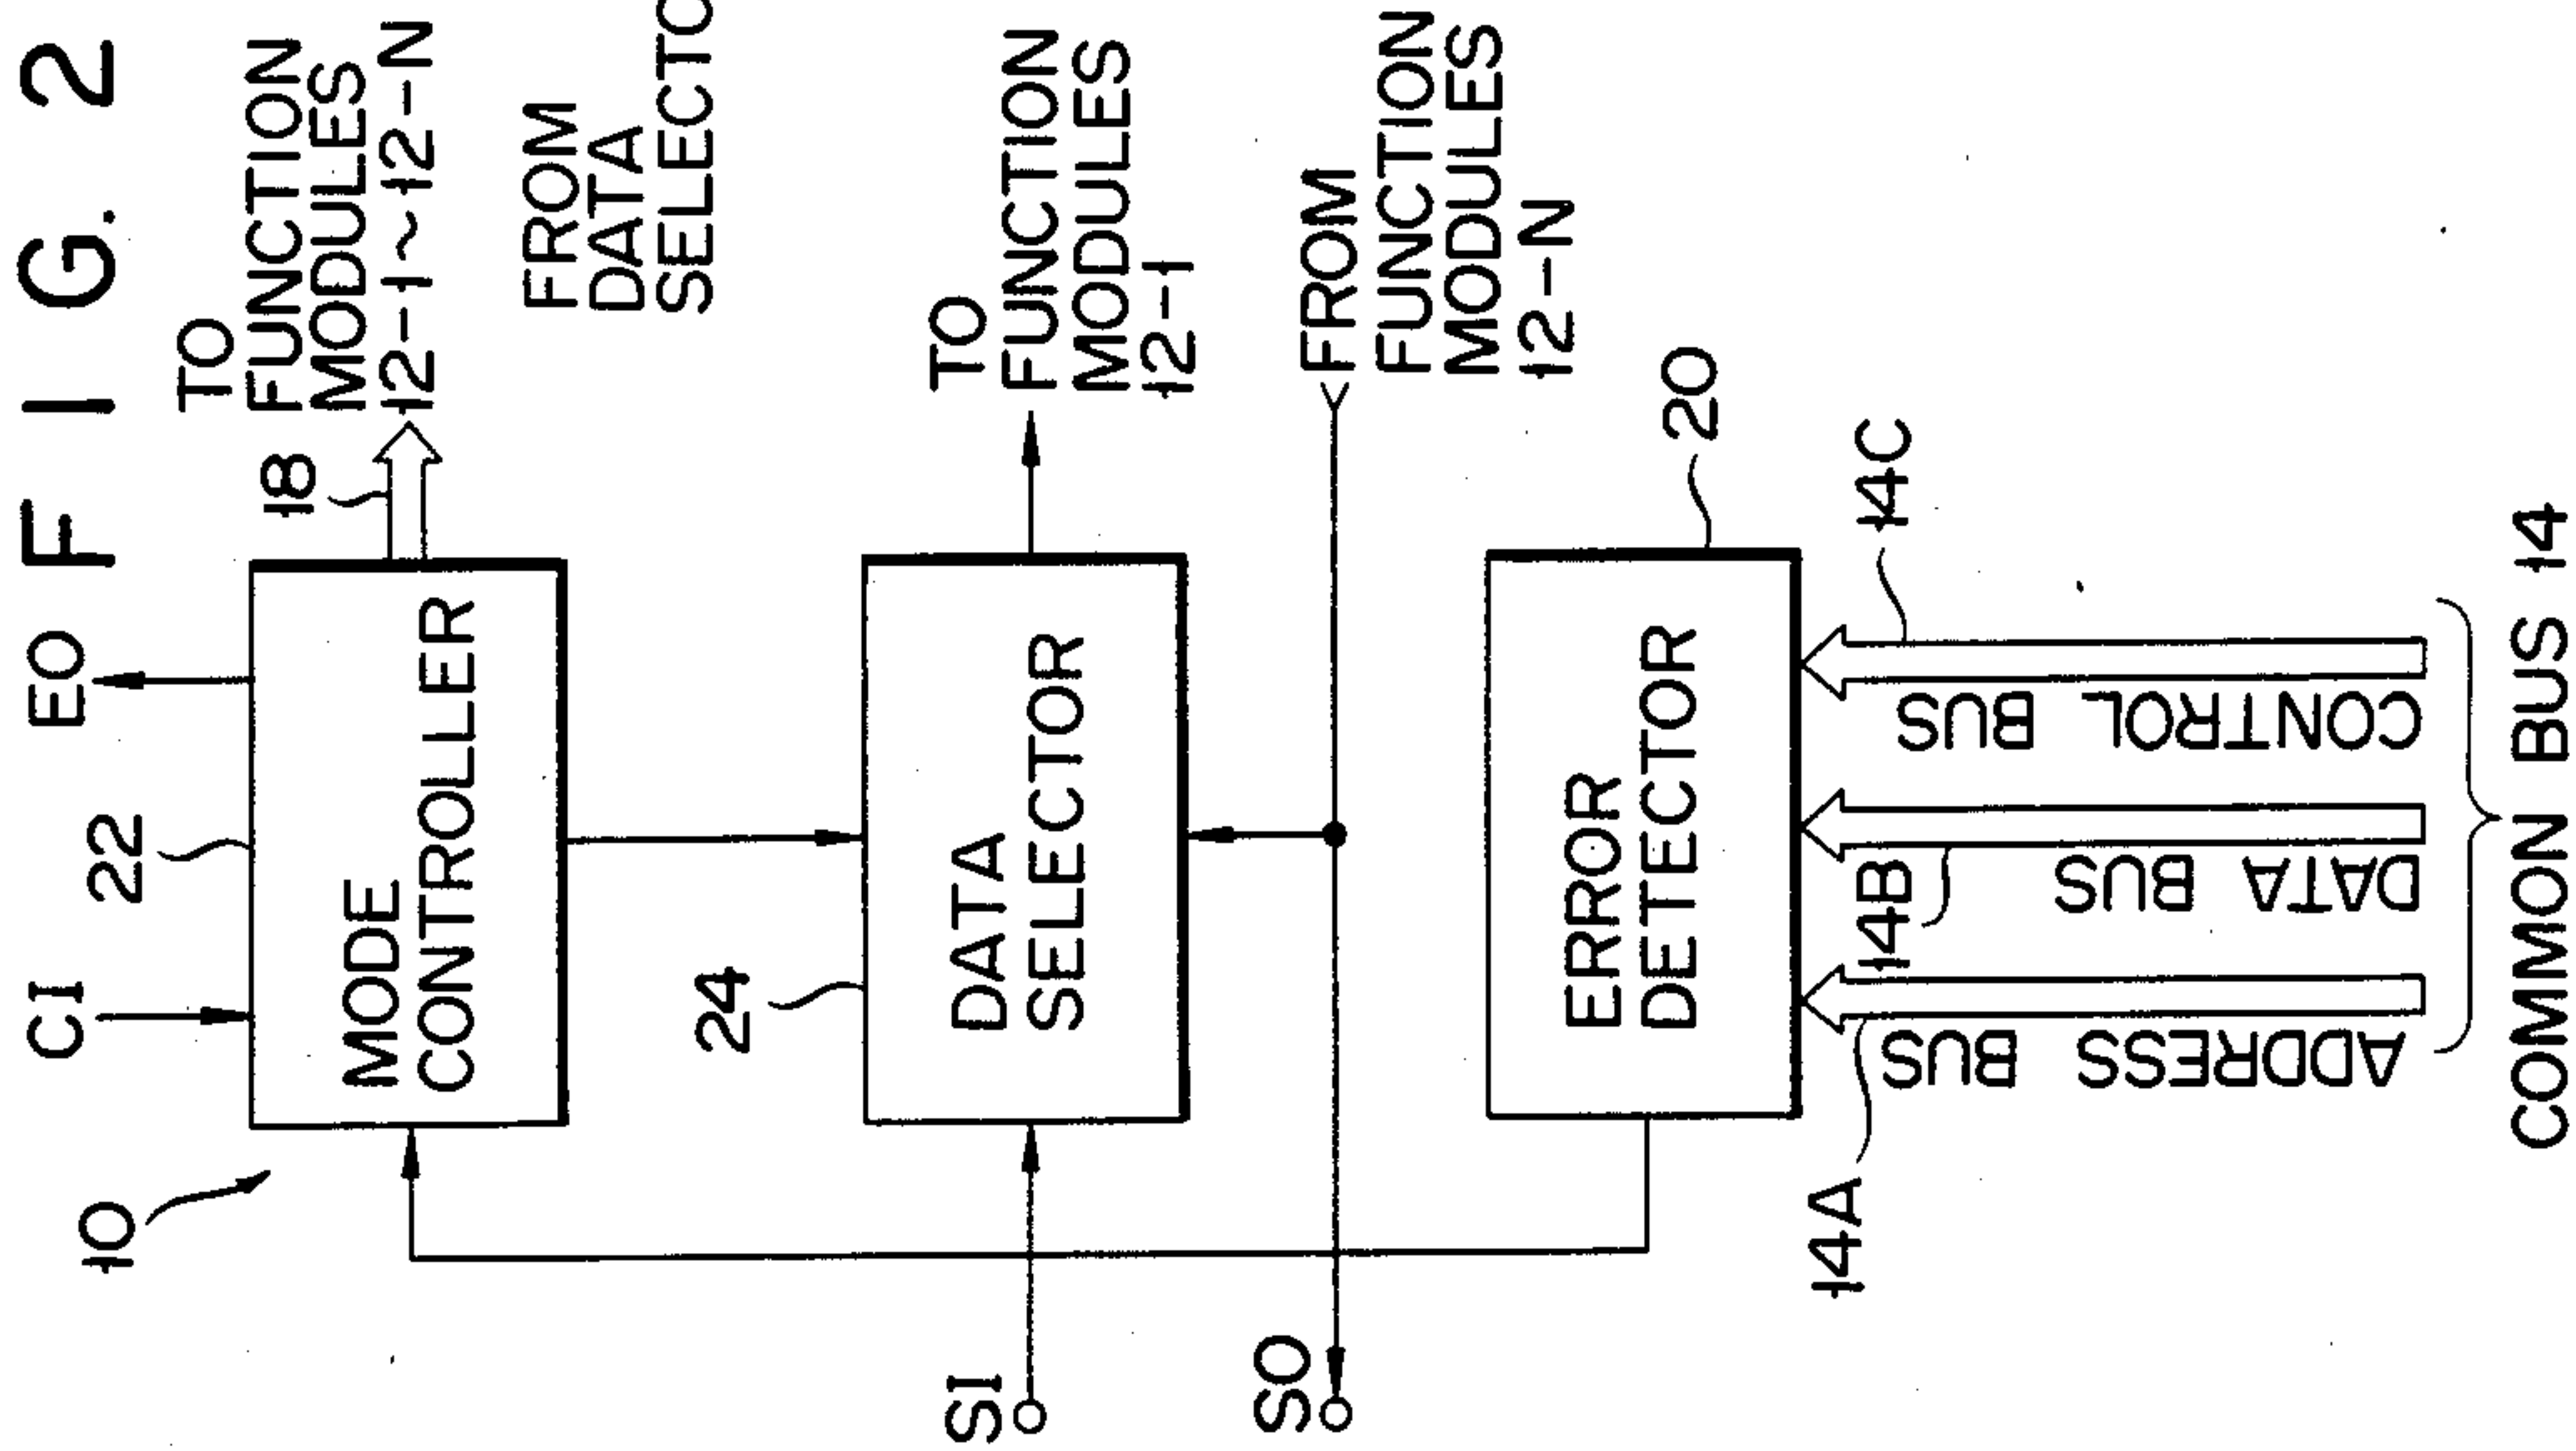 FIG. 2
CI
EO
10
22
18
TO
FUNCTION
MODULES
12-1~12-N
MODE
CONTROLLER
FROM
DATA
SELECTO
24
DATA
SELECTOR
TO
FUNCTION
MODULES
12-1
SI
SO
FROM
FUNCTION
MODULES
12-N
20
ERROR
DETECTOR
14A
14B
14C
ADDRESS BUS
DATA BUS
CONTROL BUS
COMMON BUS 14